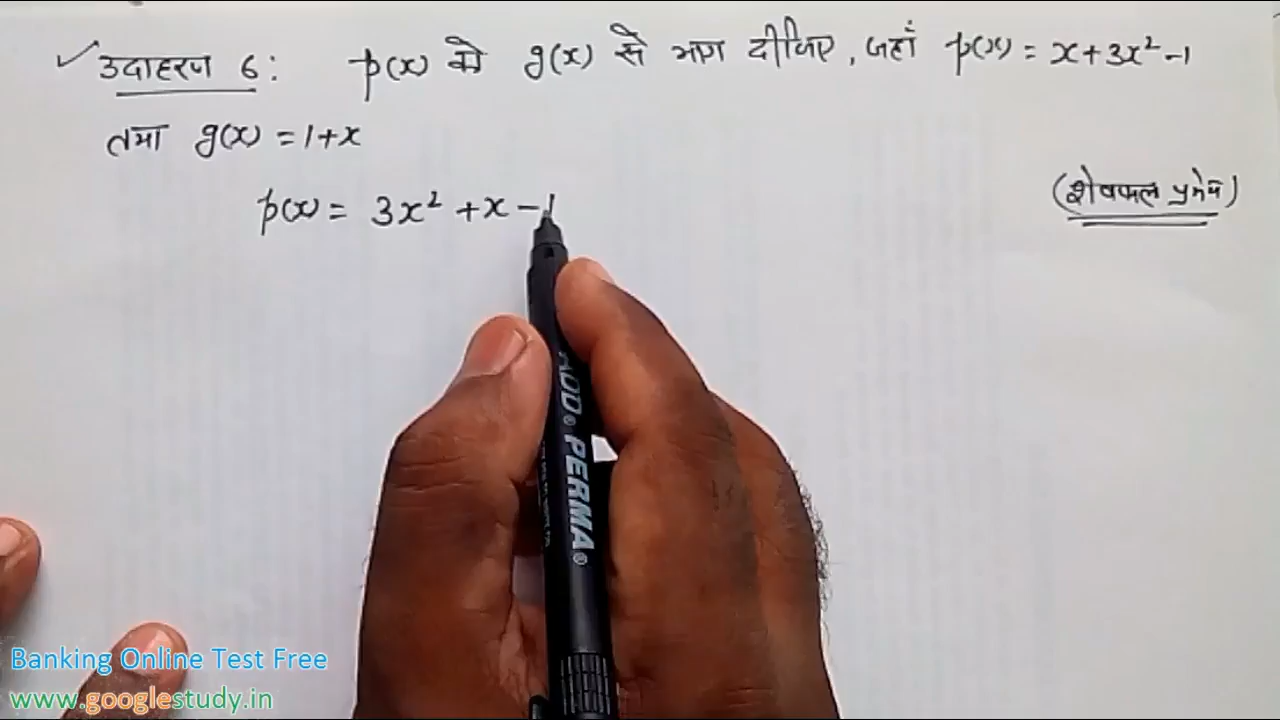 ✓ उदाहरण 6: p(x) को g(x) से भाग दीजिए, जहां p(x) = x+3x²-1
तथा g(x) = 1+x
(शेषफल प्रमेय)
p(x) = 3x² +x -1
ADD® PERMA®
Banking Online Test Free
www.googlestudy.in